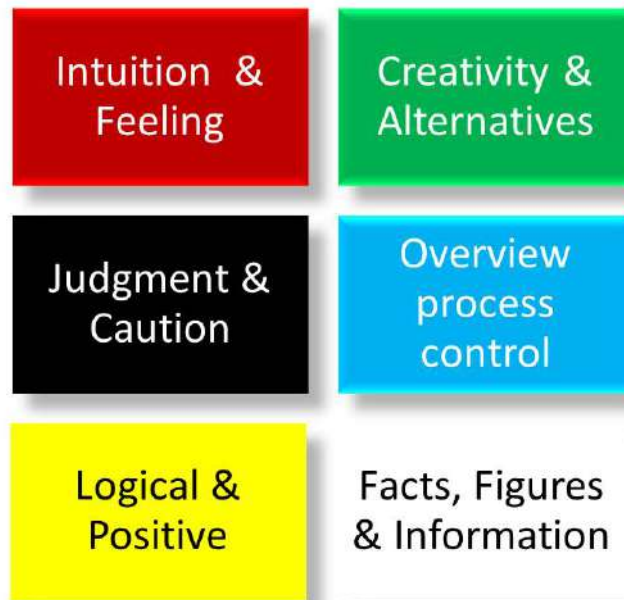 Intuition &
Feeling
Creativity &
Alternatives
Judgment &
Caution
Overview
process
control
Logical &
Positive
Facts, Figures
& Information